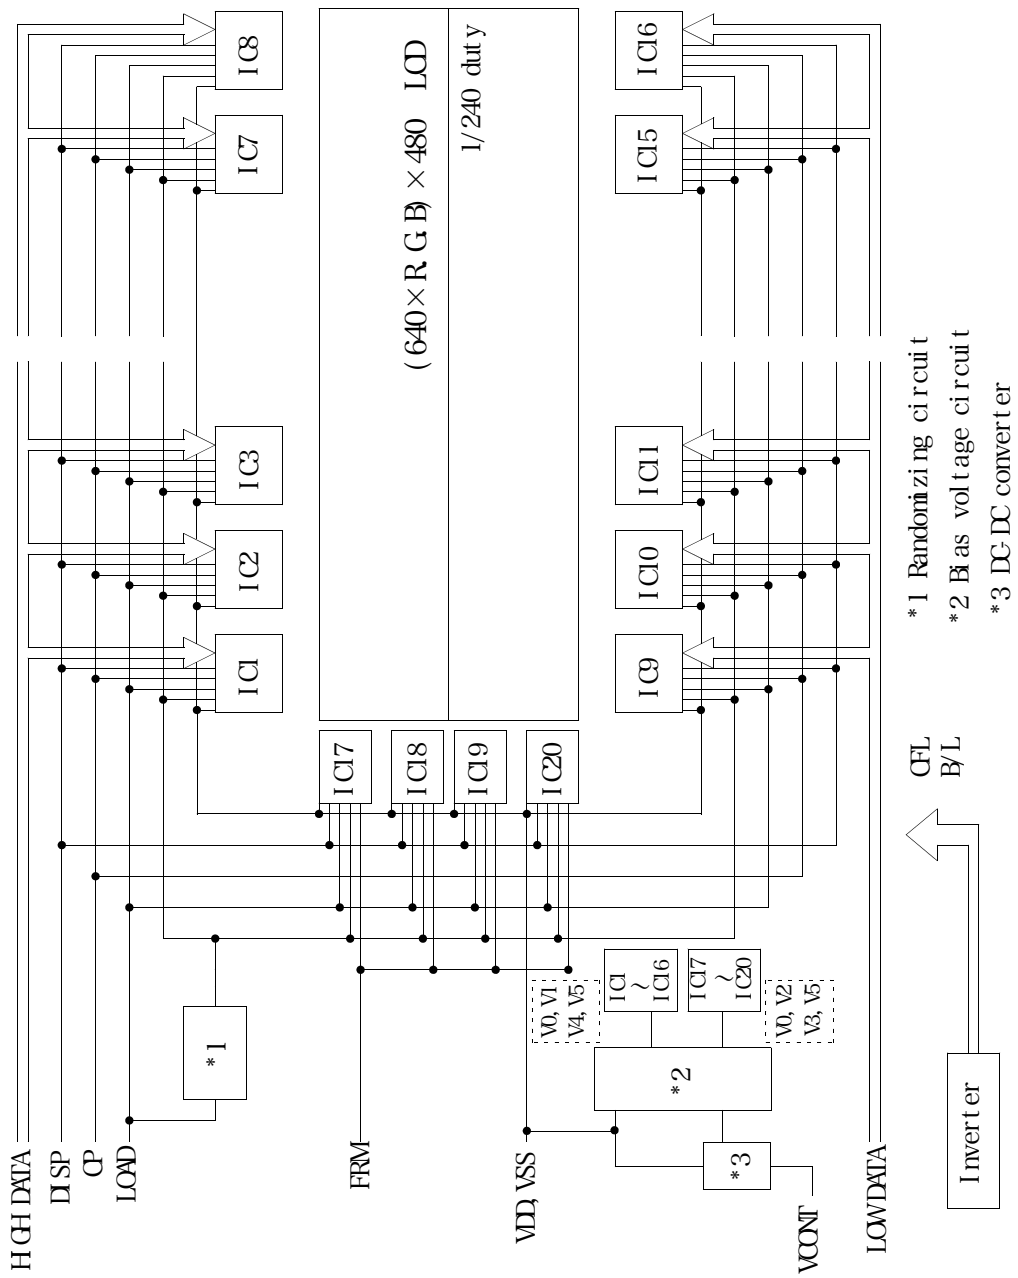 HIGH DATA
DISP
CP
LOAD
FRM
VDD, VSS
VCONT
LOW DATA
*1
*2
*3
IC1
IC2
IC3
IC7
IC8
IC17
IC18
IC19
IC20
(640×R.G.B)×480 LCD
1/240 duty
IC9
IC10
IC11
IC15
IC16
V0, V1
V4, V5
IC1
~
IC16
IC17
~
IC20
V0, V2
V3, V5
Inverter
CFL
B/L
*1 Randomizing circuit
*2 Bias voltage circuit
*3 DC-DC converter